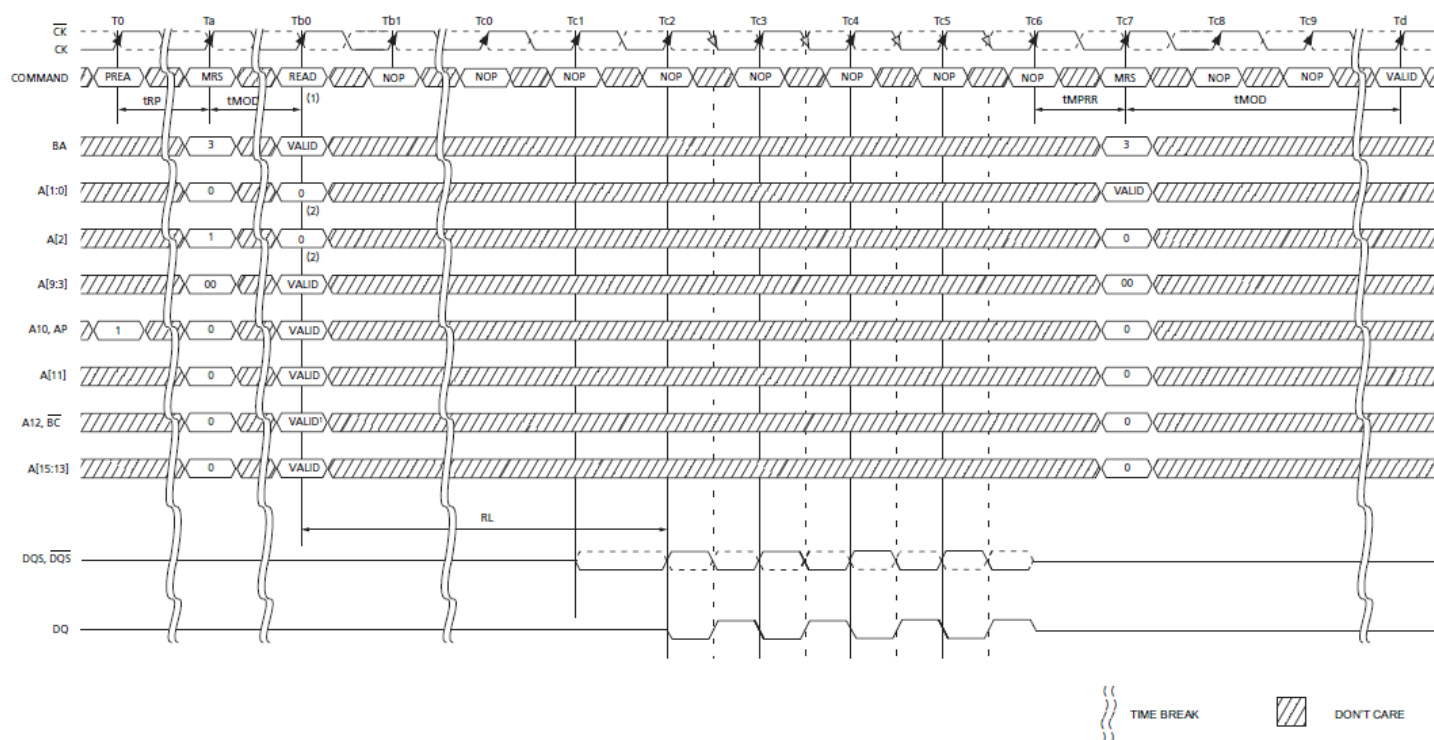 T0 Ta Tb0 Tb1 Tc0 Tc1 Tc2 Tc3 Tc4 Tc5 Tc6 Tc7 Tc8 Tc9 Td
CK
CK
COMMAND PREA MRS READ NOP NOP NOP NOP NOP NOP NOP NOP MRS NOP NOP VALID
tRP tMOD (1) tMPRR tMOD
BA 3 VALID 3
A[1:0] 0 0 VALID
(2)
A[2] 1 0 0
(2)
A[9:3] 00 VALID 00
A10, AP 1 0 VALID 0
A[11] 0 VALID 0
A12, BC 0 VALID¹ 0
A[15:13] 0 VALID 0
RL
DQS, DQS
DQ
TIME BREAK DON'T CARE